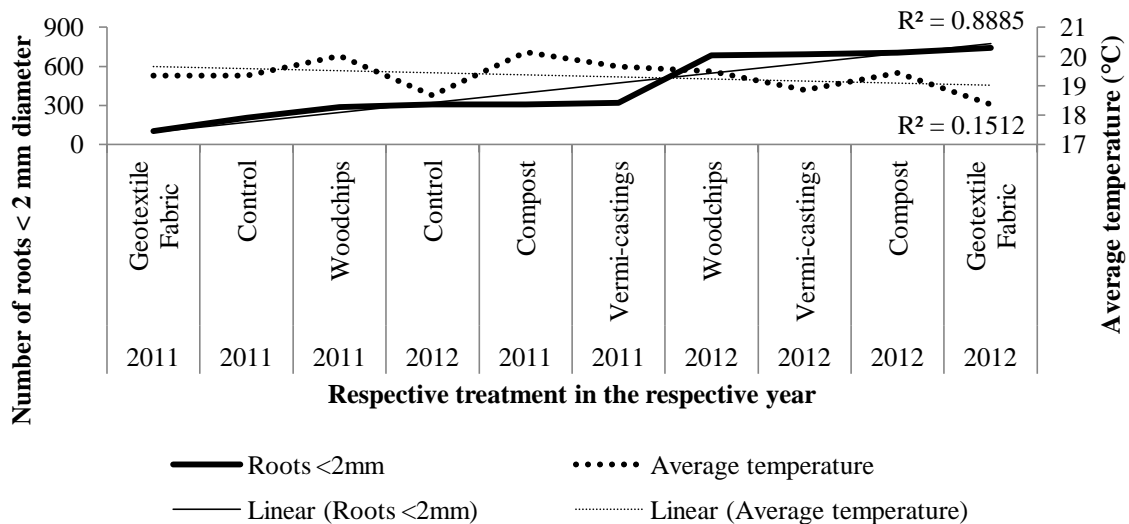 Number of roots < 2 mm diameter
900
600
300
0
R² = 0.8885
R² = 0.1512
21
20
19
18
17
Average temperature (°C)
Geotextile
Fabric
Control
Woodchips
Control
Compost
Vermi-castings
Woodchips
Vermi-castings
Compost
Geotextile
Fabric
2011 2011 2011 2012 2011 2011 2012 2012 2012 2012
Respective treatment in the respective year
Roots <2mm
Average temperature
Linear (Roots <2mm)
Linear (Average temperature)